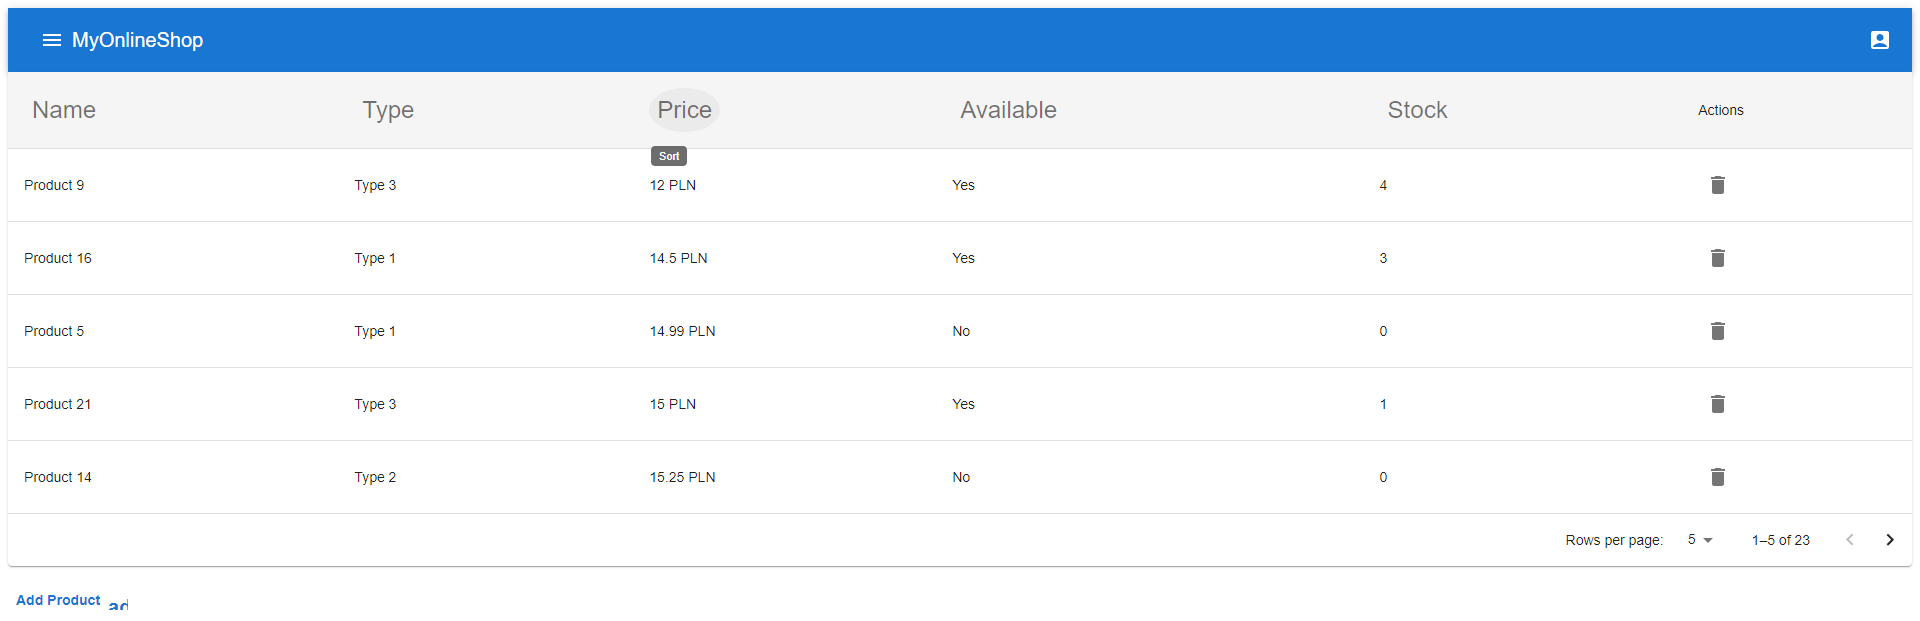 MyOnlineShop
Name Type Price Available Stock Actions
Sort
Product 9 Type 3 12 PLN Yes 4
Product 16 Type 1 14.5 PLN Yes 3
Product 5 Type 1 14.99 PLN No 0
Product 21 Type 3 15 PLN Yes 1
Product 14 Type 2 15.25 PLN No 0
Rows per page: 5 1–5 of 23
Add Product